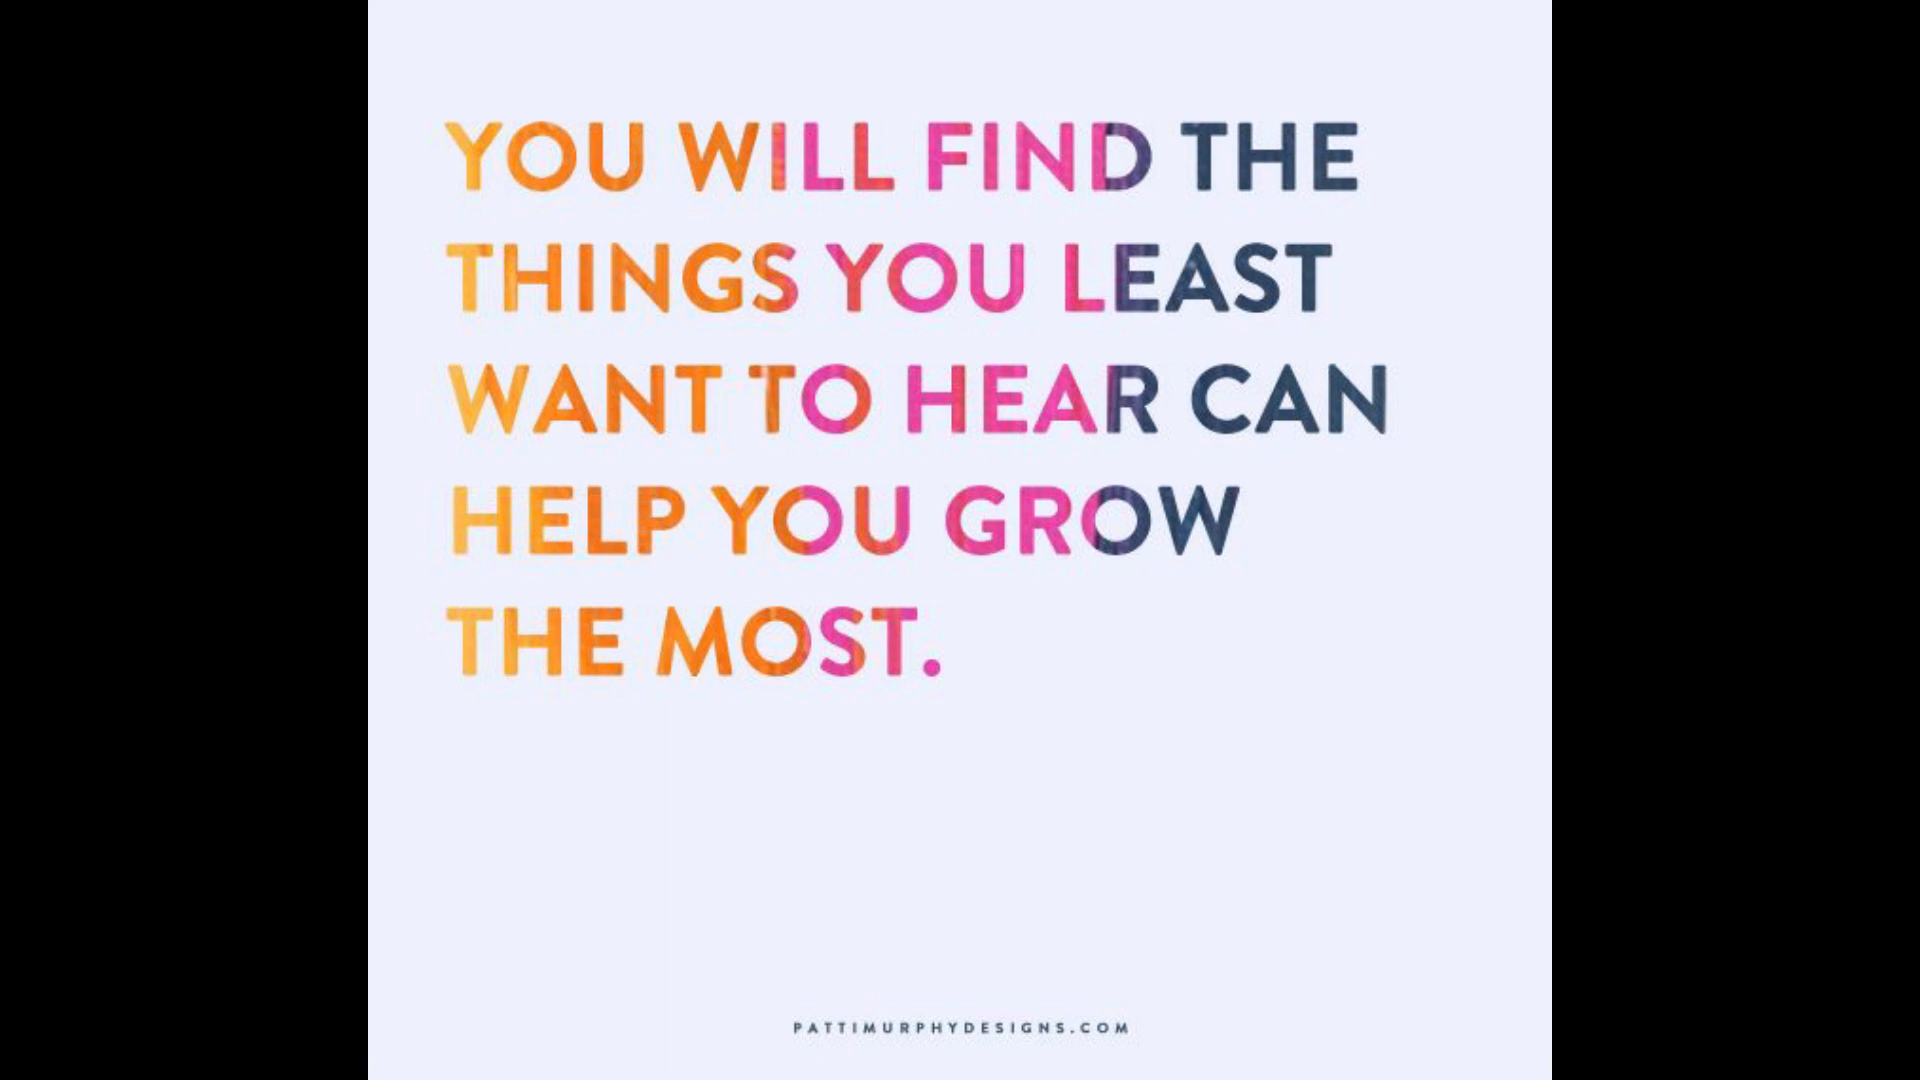 YOU WILL FIND THE
THINGS YOU LEAST
WANT TO HEAR CAN
HELP YOU GROW
THE MOST.
PATTIMURPHYDESIGNS.COM